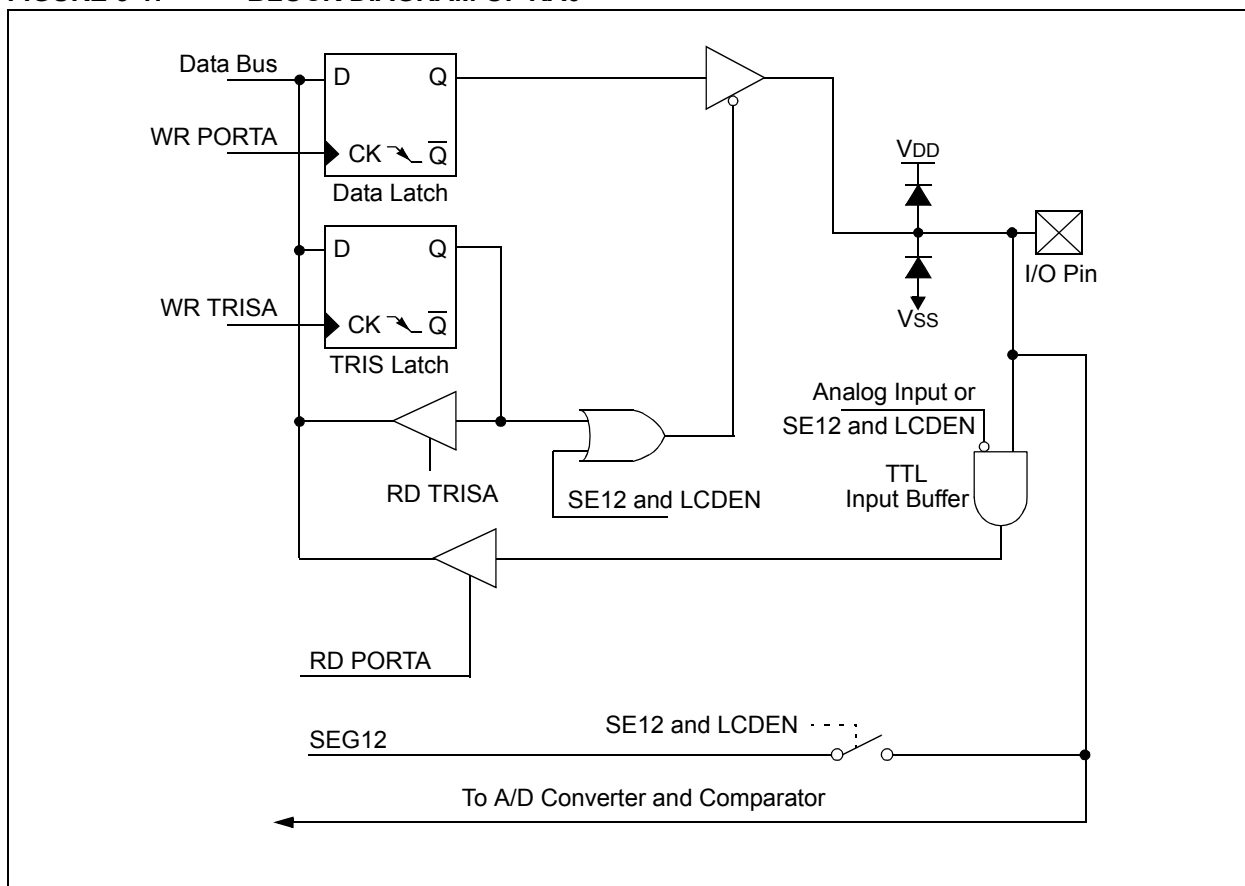 Data Bus
D Q
WR PORTA
CK Q
Data Latch
VDD
D Q
I/O Pin
WR TRISA
CK Q
VSS
TRIS Latch
Analog Input or
SE12 and LCDEN
RD TRISA
SE12 and LCDEN
TTL
Input Buffer
RD PORTA
SE12 and LCDEN
SEG12
To A/D Converter and Comparator